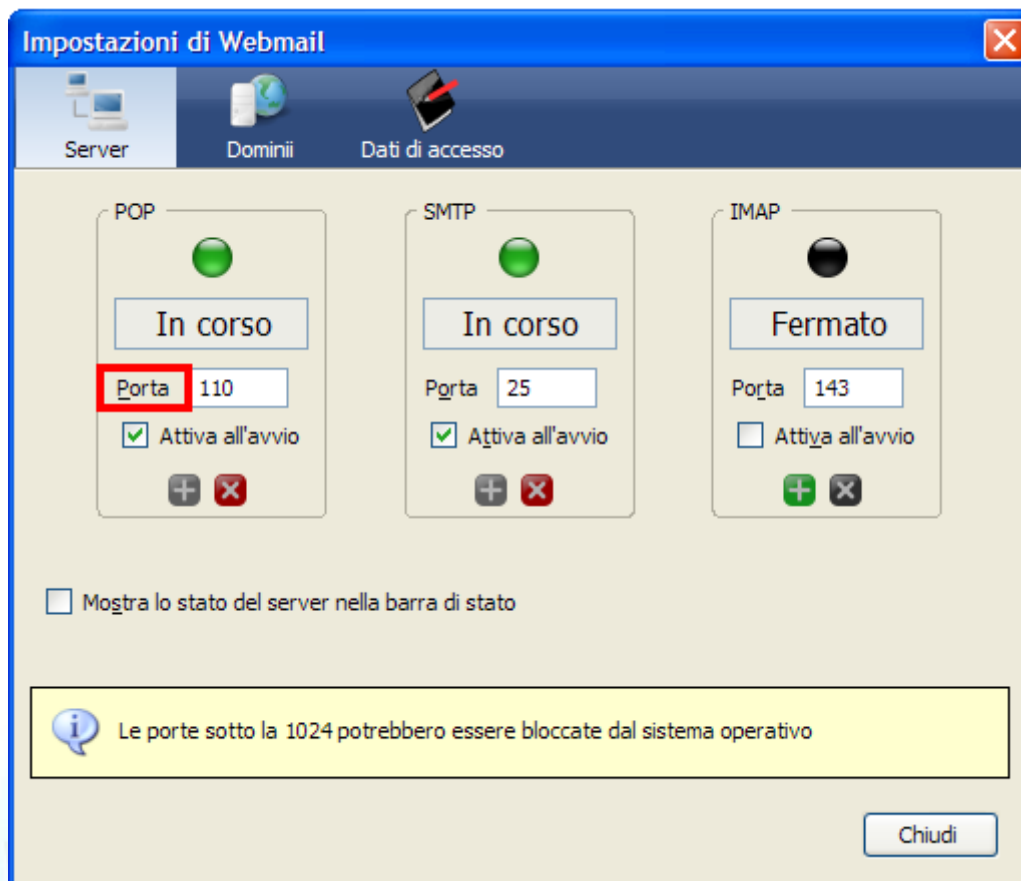 Impostazioni di Webmail
Server
Dominii
Dati di accesso
POP
In corso
Porta 110
Attiva all'avvio
SMTP
In corso
Porta 25
Attiva all'avvio
IMAP
Fermato
Porta 143
Attiva all'avvio
Mostra lo stato del server nella barra di stato
Le porte sotto la 1024 potrebbero essere bloccate dal sistema operativo
Chiudi